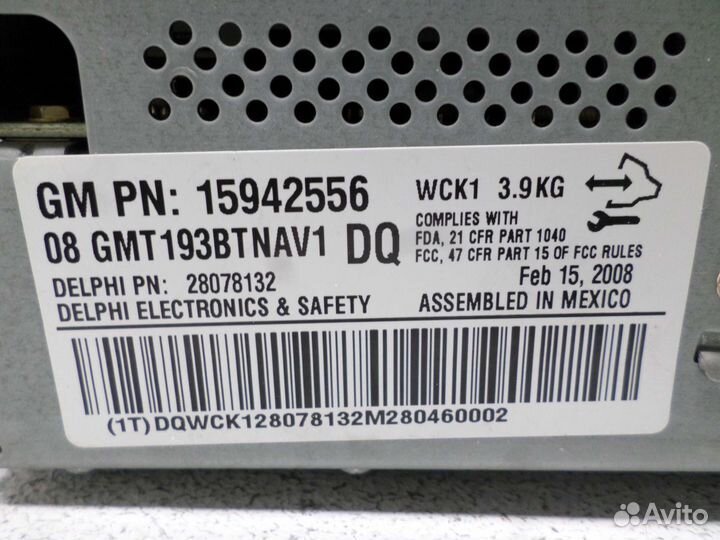 GM PN: 15942556
WCK1 3.9KG
08 GMT193BTNAV1 DQ
COMPLIES WITH
FDA, 21 CFR PART 1040
FCC, 47 CFR PART 15 OF FCC RULES
DELPHI PN: 28078132
Feb 15, 2008
DELPHI ELECTRONICS & SAFETY
ASSEMBLED IN MEXICO
(1T)DQWCK128078132M280460002
Avito